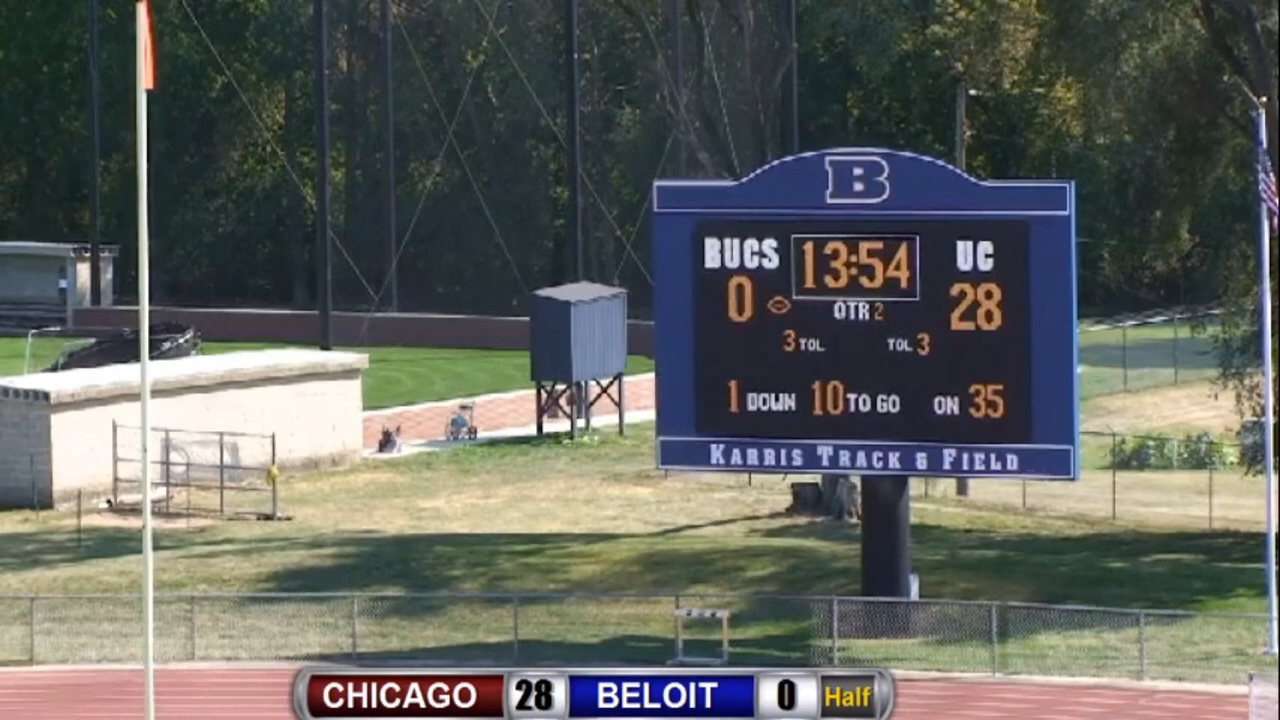 B
BUCS 13:54 UC
0 QTR 2 28
3 TOL TOL 3
1 DOWN 10 TO GO ON 35
KARRIS TRACK & FIELD
CHICAGO 28 BELOIT 0 Half